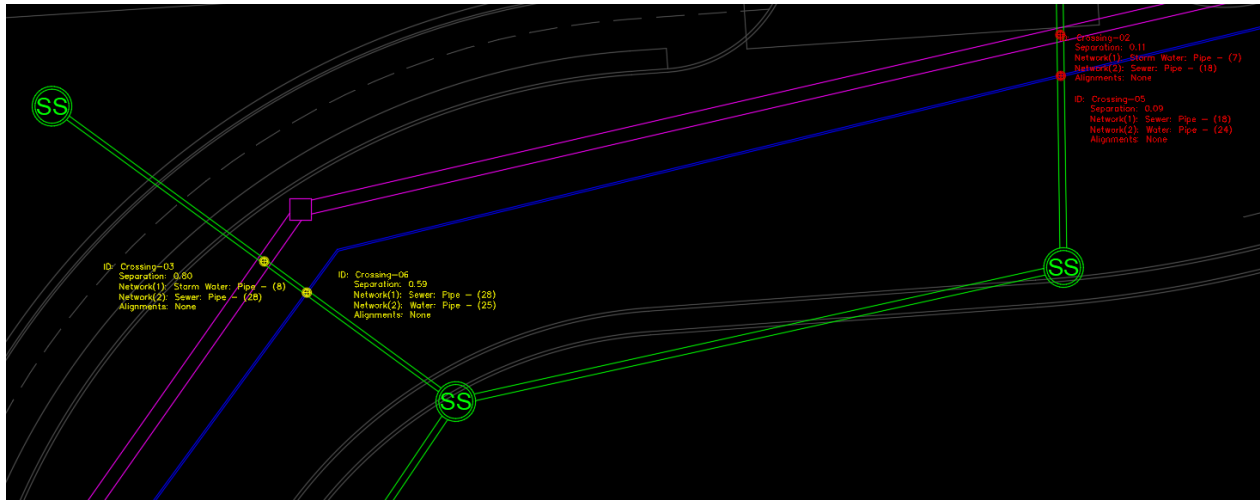 ID: Crossing-02
Separation: 0.11
Network(1): Storm Water: Pipe - (7)
Network(2): Sewer: Pipe - (18)
Alignments: None
SS
ID: Crossing-05
Separation: 0.09
Network(1): Sewer: Pipe - (18)
Network(2): Water: Pipe - (24)
Alignments: None
ID: Crossing-03
Separation: 0.80
Network(1): Storm Water: Pipe - (8)
Network(2): Sewer: Pipe - (28)
Alignments: None
ID: Crossing-06
Separation: 0.59
Network(1): Sewer: Pipe - (28)
Network(2): Water: Pipe - (25)
Alignments: None
SS
SS